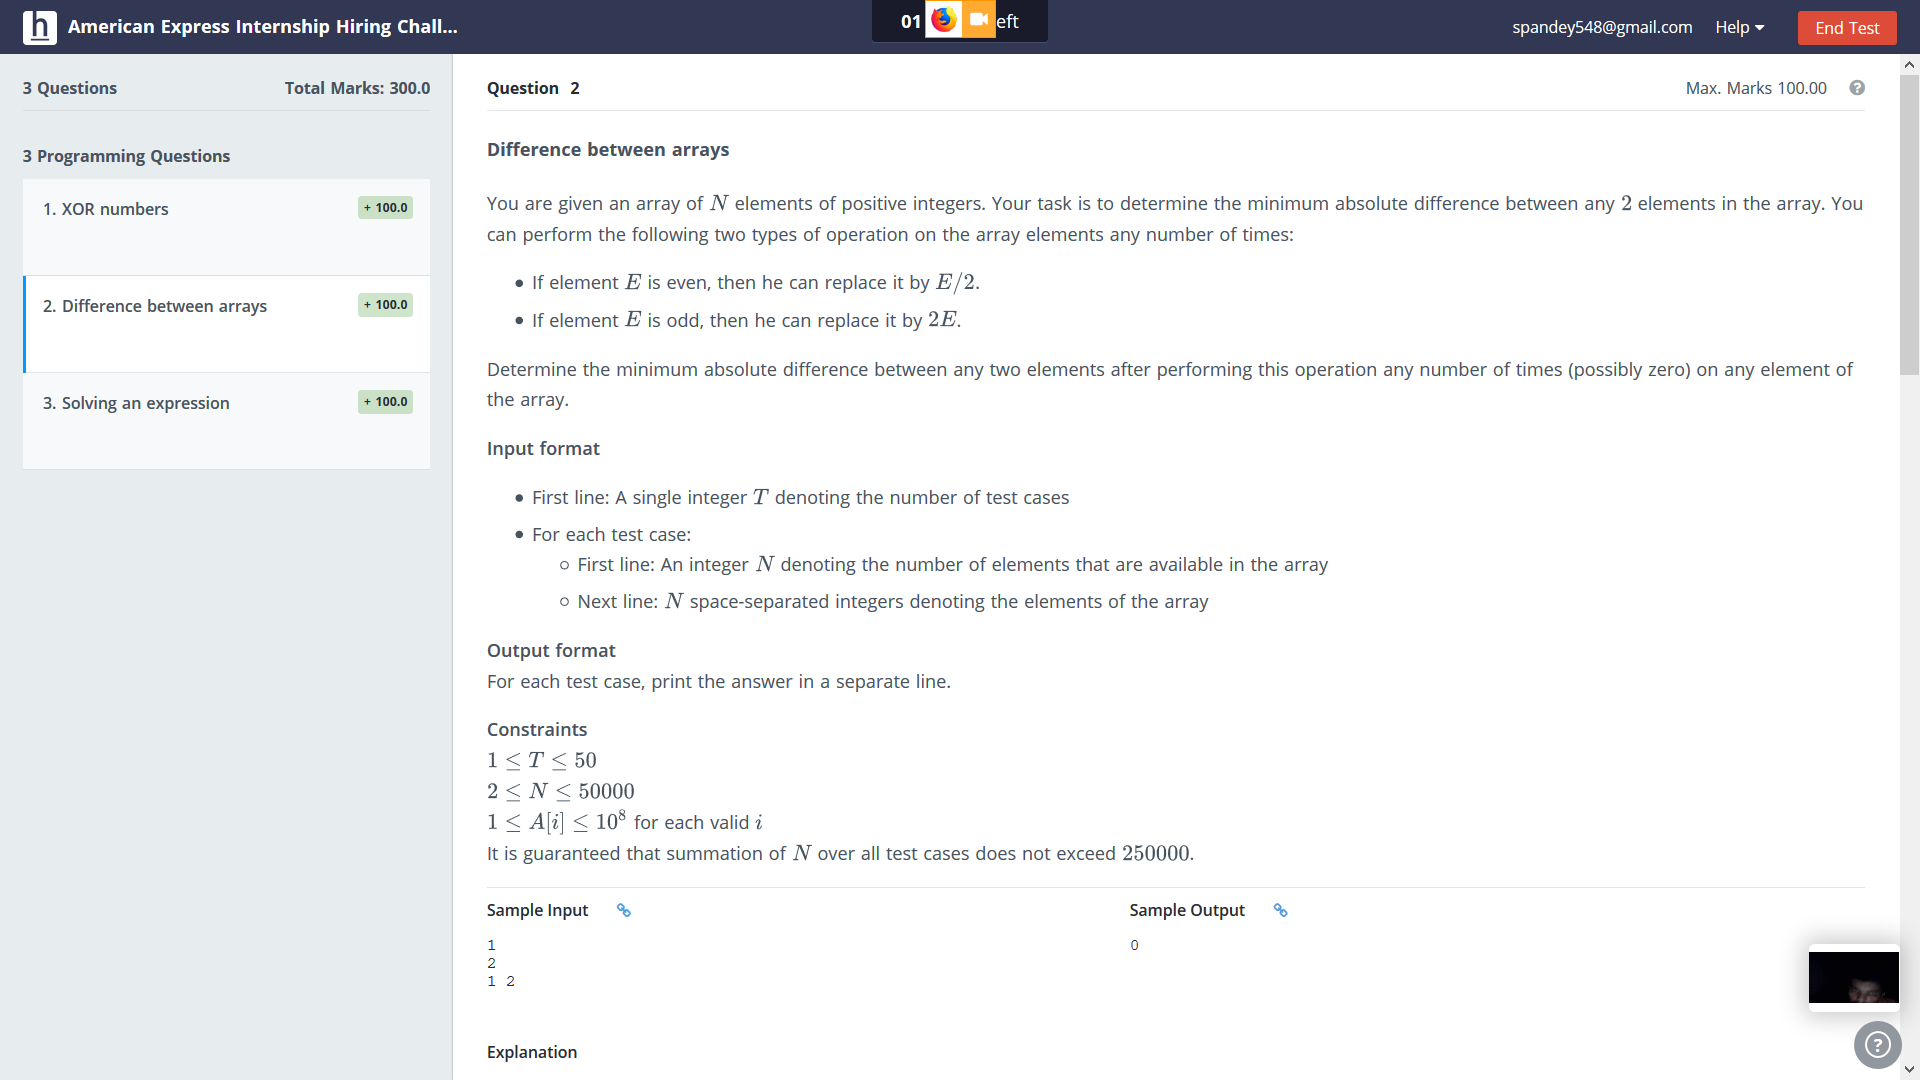 h American Express Internship Hiring Chall...
01 eft
spandey548@gmail.com Help End Test
3 Questions Total Marks: 300.0
3 Programming Questions
1. XOR numbers + 100.0
2. Difference between arrays + 100.0
3. Solving an expression + 100.0
Question 2 Max. Marks 100.00 ?
Difference between arrays
You are given an array of N elements of positive integers. Your task is to determine the minimum absolute difference between any 2 elements in the array. You
can perform the following two types of operation on the array elements any number of times:
• If element E is even, then he can replace it by E/2.
• If element E is odd, then he can replace it by 2E.
Determine the minimum absolute difference between any two elements after performing this operation any number of times (possibly zero) on any element of
the array.
Input format
• First line: A single integer T denoting the number of test cases
• For each test case:
○ First line: An integer N denoting the number of elements that are available in the array
○ Next line: N space-separated integers denoting the elements of the array
Output format
For each test case, print the answer in a separate line.
Constraints
1 ≤ T ≤ 50
2 ≤ N ≤ 50000
1 ≤ A[i] ≤ 10⁸ for each valid i
It is guaranteed that summation of N over all test cases does not exceed 250000.
Sample Input
1
2
1 2
Sample Output
0
Explanation
?